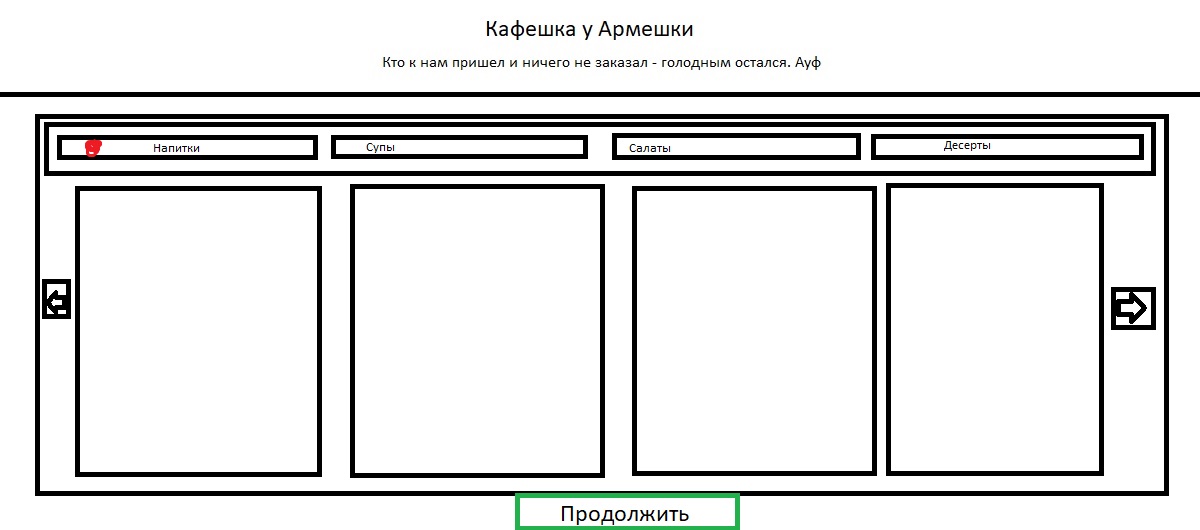 Кафешка у Армешки
Кто к нам пришел и ничего не заказал - голодным остался. Ауф
Напитки
Супы
Салаты
Десерты
Продолжить